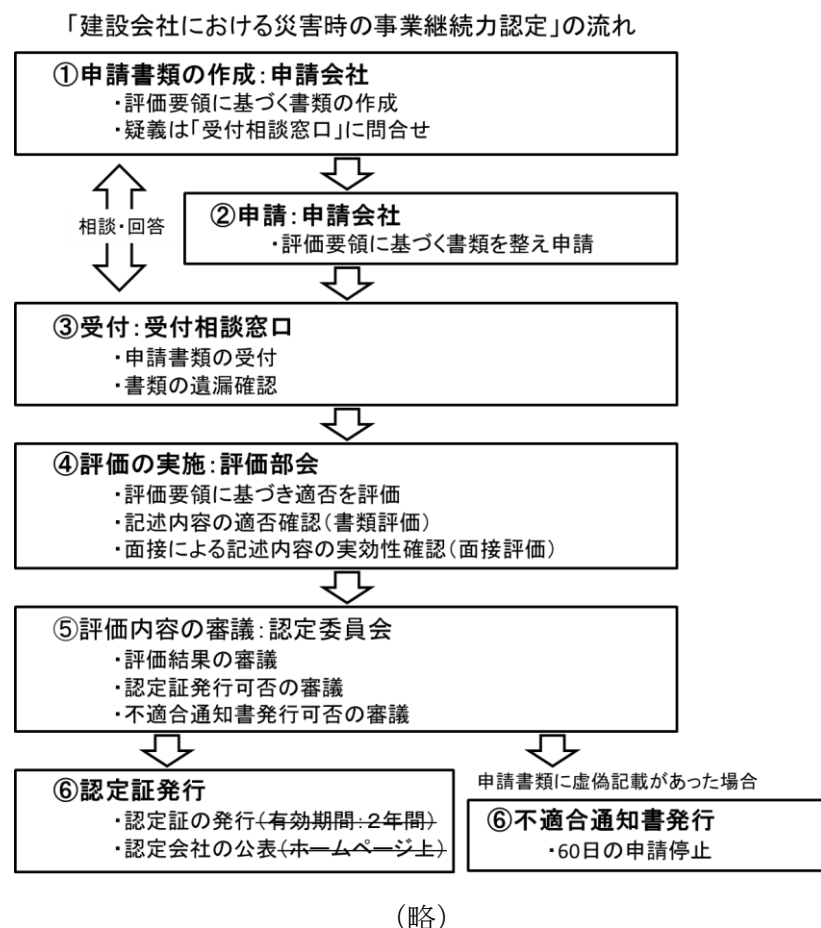 「建設会社における災害時の事業継続力認定」の流れ
①申請書類の作成：申請会社
・評価要領に基づく書類の作成
・疑義は「受付相談窓口」に問合せ
相談・回答
②申請：申請会社
・評価要領に基づく書類を整え申請
③受付：受付相談窓口
・申請書類の受付
・書類の遺漏確認
④評価の実施：評価部会
・評価要領に基づき適否を評価
・記述内容の適否確認（書類評価）
・面接による記述内容の実効性確認（面接評価）
⑤評価内容の審議：認定委員会
・評価結果の審議
・認定証発行可否の審議
・不適合通知書発行可否の審議
⑥認定証発行
・認定証の発行（有効期間：２年間）
・認定会社の公表（ホームページ上）
申請書類に虚偽記載があった場合
⑥不適合通知書発行
・60日の申請停止
（略）